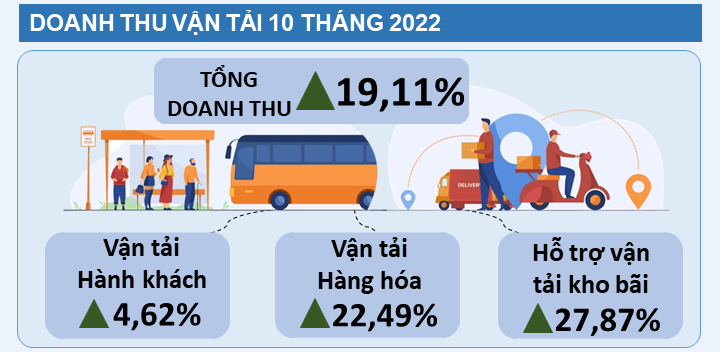 DOANH THU VẬN TẢI 10 THÁNG 2022
TỔNG
DOANH THU
19,11%
DELIVERY
Vận tải
Hành khách
4,62%
Vận tải
Hàng hóa
22,49%
Hỗ trợ vận
tải kho bãi
27,87%